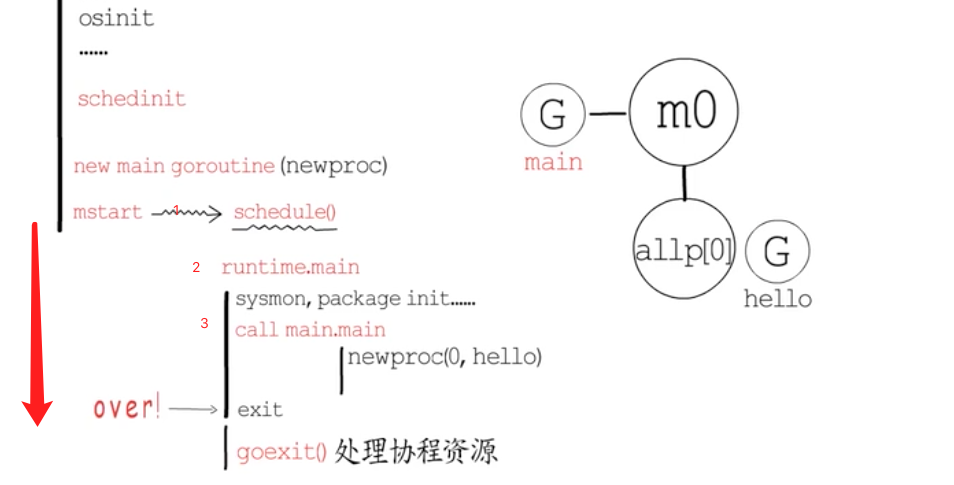 osinit
......
schedinit
new main goroutine (newproc)
mstart 1 schedule()
2 runtime.main
sysmon, package init......
3 call main.main
newproc(0, hello)
over! exit
goexit() 处理协程资源
G m0
main
allp[0] G
hello